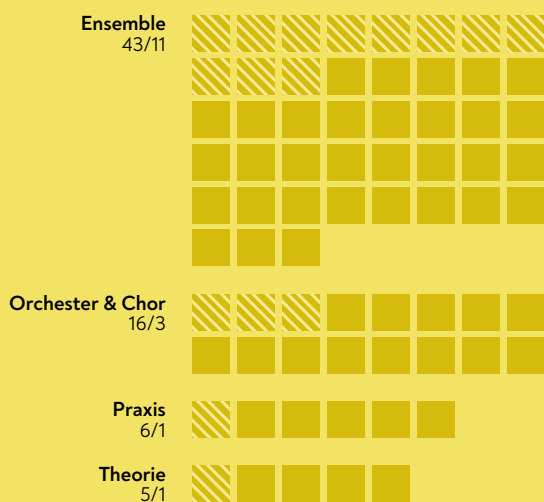 Ensemble
43/11
Orchester & Chor
16/3
Praxis
6/1
Theorie
5/1